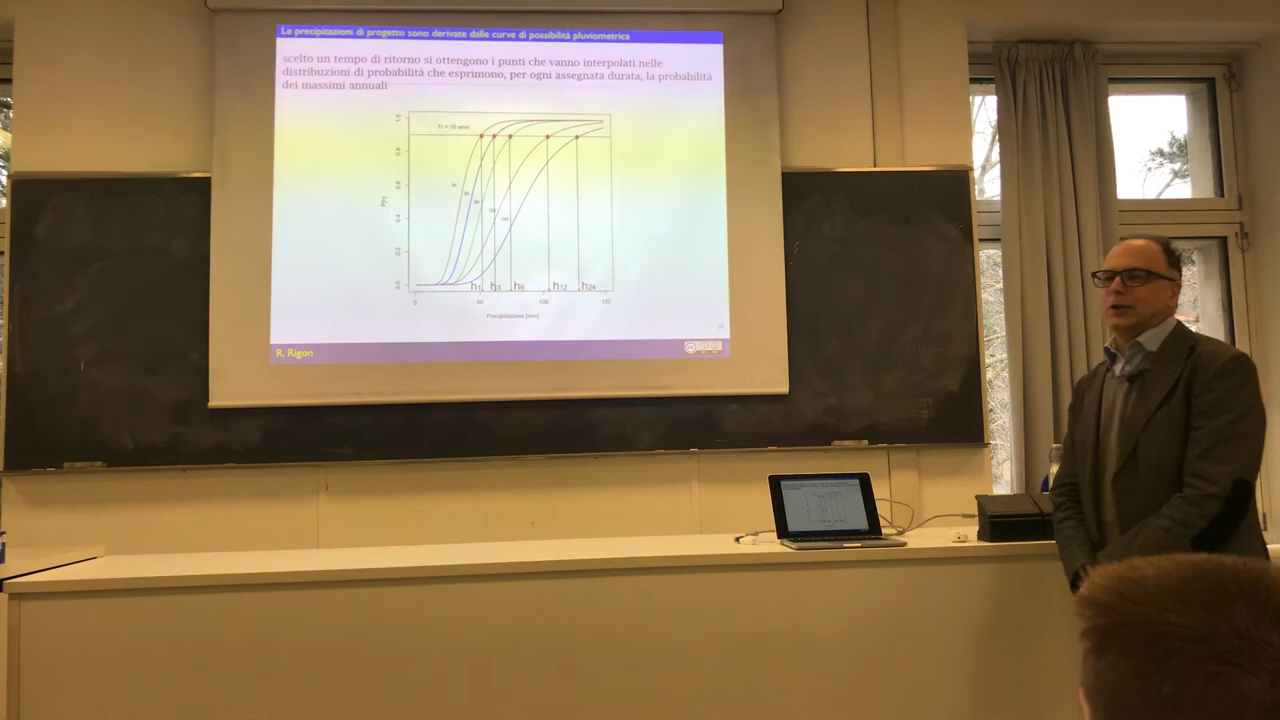 Le precipitazioni di progetto sono derivate dalle curve di possibilità pluviometrica
scelto un tempo di ritorno si ottengono i punti che vanno interpolati nelle
distribuzioni di probabilità che esprimono, per ogni assegnata durata, la probabilità
dei massimi annuali
Tr = 10 anni
1.0
0.8
0.6
0.4
0.2
0.0
P[h]
h1 h3 h6 h12 h24
0 50 100 150
Precipitazione [mm]
R. Rigon